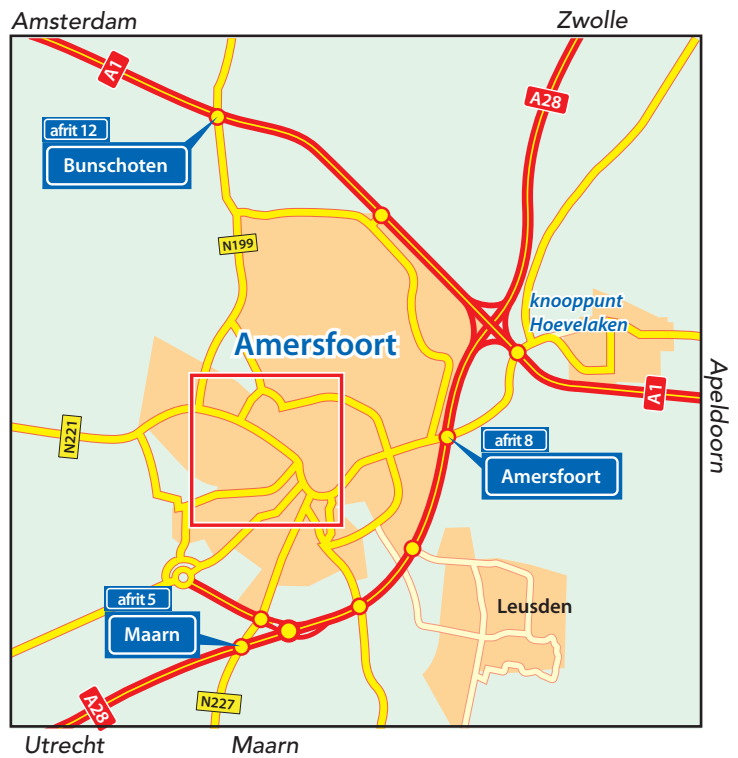 Amsterdam
Zwolle
A1
A28
afrit 12
Bunschoten
N199
knooppunt
Hoevelaken
Amersfoort
Apeldoorn
A1
N221
afrit 8
Amersfoort
afrit 5
Maarn
Leusden
N227
A28
Utrecht
Maarn